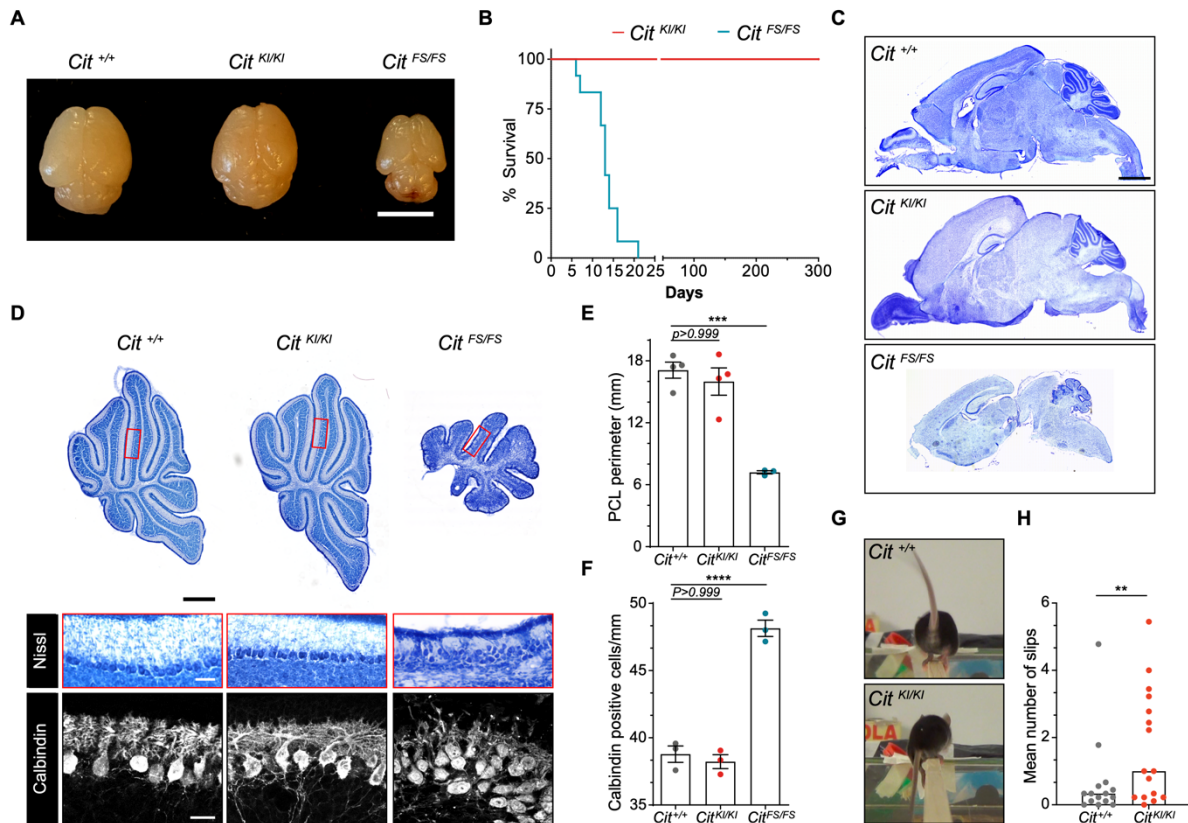 A
Cit +/+
Cit KI/KI
Cit FS/FS
B
Cit KI/KI
Cit FS/FS
% Survival
100
75
50
25
0
0
5
10
15
20
25
100
200
300
Days
C
Cit +/+
Cit KI/KI
Cit FS/FS
D
Cit +/+
Cit KI/KI
Cit FS/FS
Nissl
Calbindin
E
***
p>0.999
PCL perimeter (mm)
18
12
6
0
Cit+/+
CitKI/KI
CitFS/FS
F
****
P>0.999
Calbindin positive cells/mm
50
45
40
35
Cit+/+
CitKI/KI
CitFS/FS
G
Cit +/+
Cit KI/KI
OLA
H
**
Mean number of slips
6
4
2
0
Cit+/+
CitKI/KI